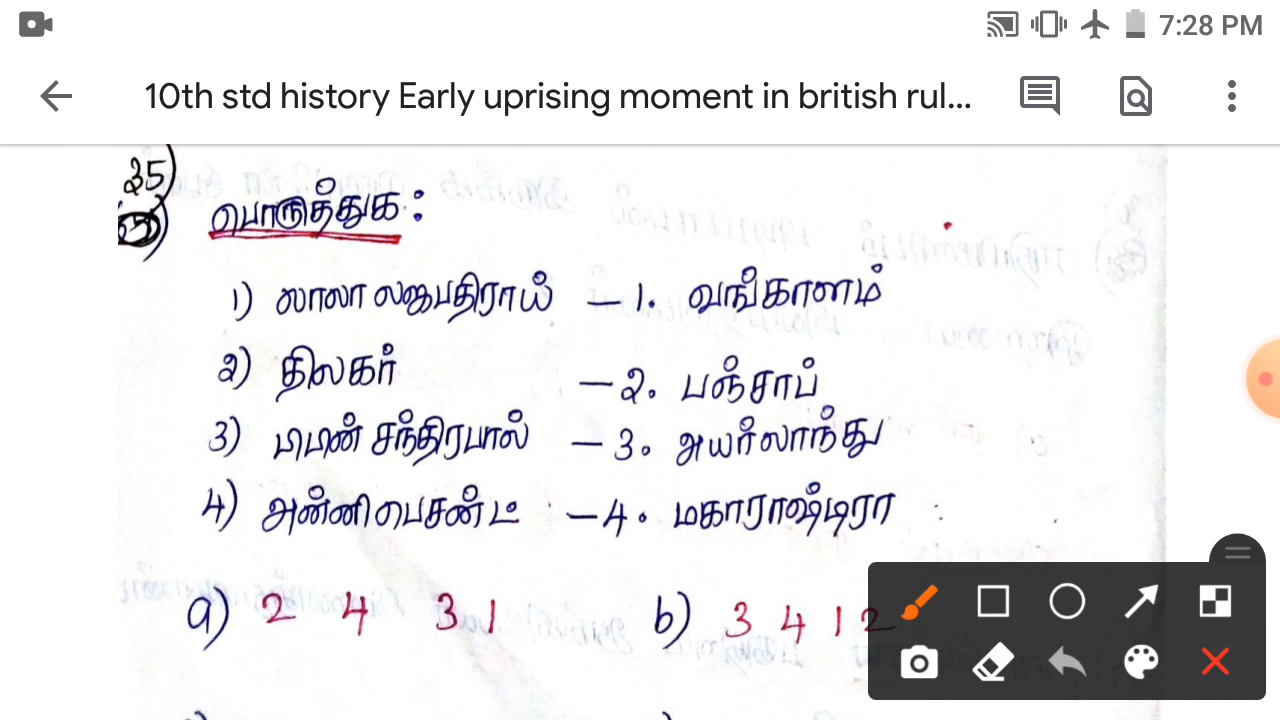 7:28 PM
10th std history Early uprising moment in british rul...
35)
பொருத்துக :
1) லாலா லஜபதிராய் – 1. வங்காளம்
2) திலகர் – 2. பஞ்சாப்
3) பிபின் சந்திரபால் – 3. அயர்லாந்து
4) அன்னிபெசண்ட் – 4. மகாராஷ்டிரா
a) 2 4 3 1 b) 3 4 1 2